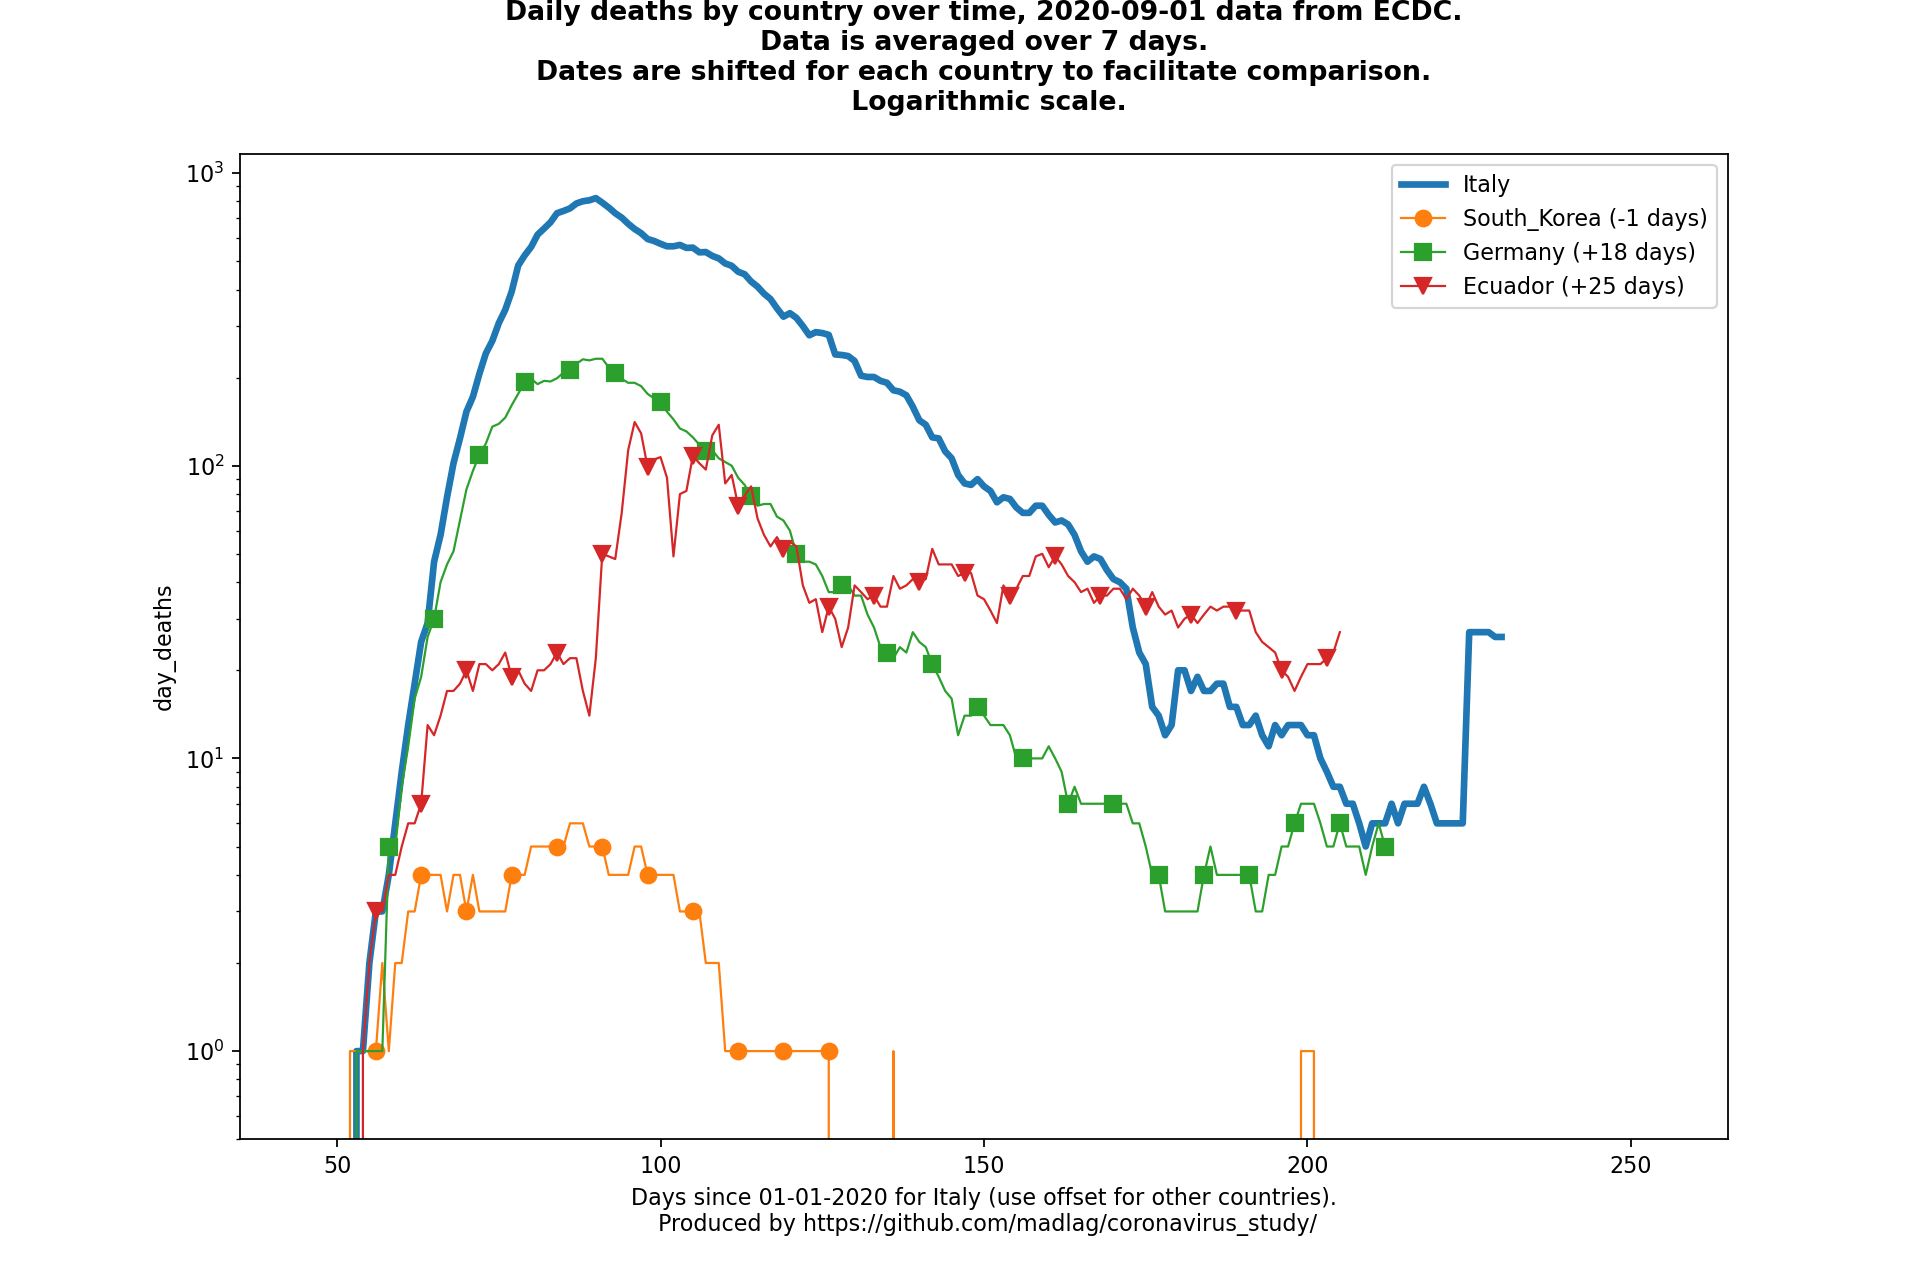 Daily deaths by country over time, 2020-09-01 data from ECDC.
Data is averaged over 7 days.
Dates are shifted for each country to facilitate comparison.
Logarithmic scale.
10³
10²
10¹
10⁰
day_deaths
Italy
South_Korea (-1 days)
Germany (+18 days)
Ecuador (+25 days)
50 100 150 200 250
Days since 01-01-2020 for Italy (use offset for other countries).
Produced by https://github.com/madlag/coronavirus_study/